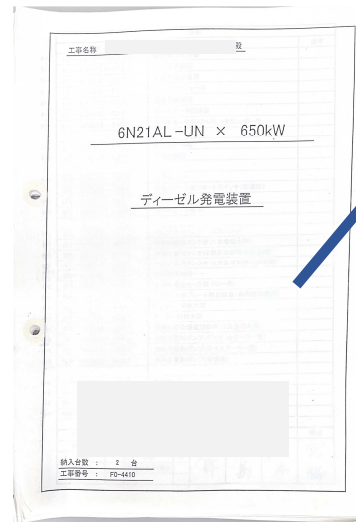 工事名称 殿
6N21AL-UN × 650kW
ディーゼル発電装置
納入台数 : 2 台
工事番号 : FO-4410